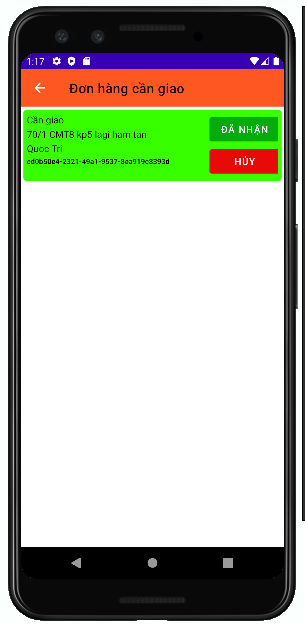 1:17
Đơn hàng cần giao
Cần giao
70/1 CMT8 kp5 lagi ham tan
Quoc Tri
cd0b50e4-2321-49a1-9537-8ea919c8393d
ĐÃ NHẬN
HỦY